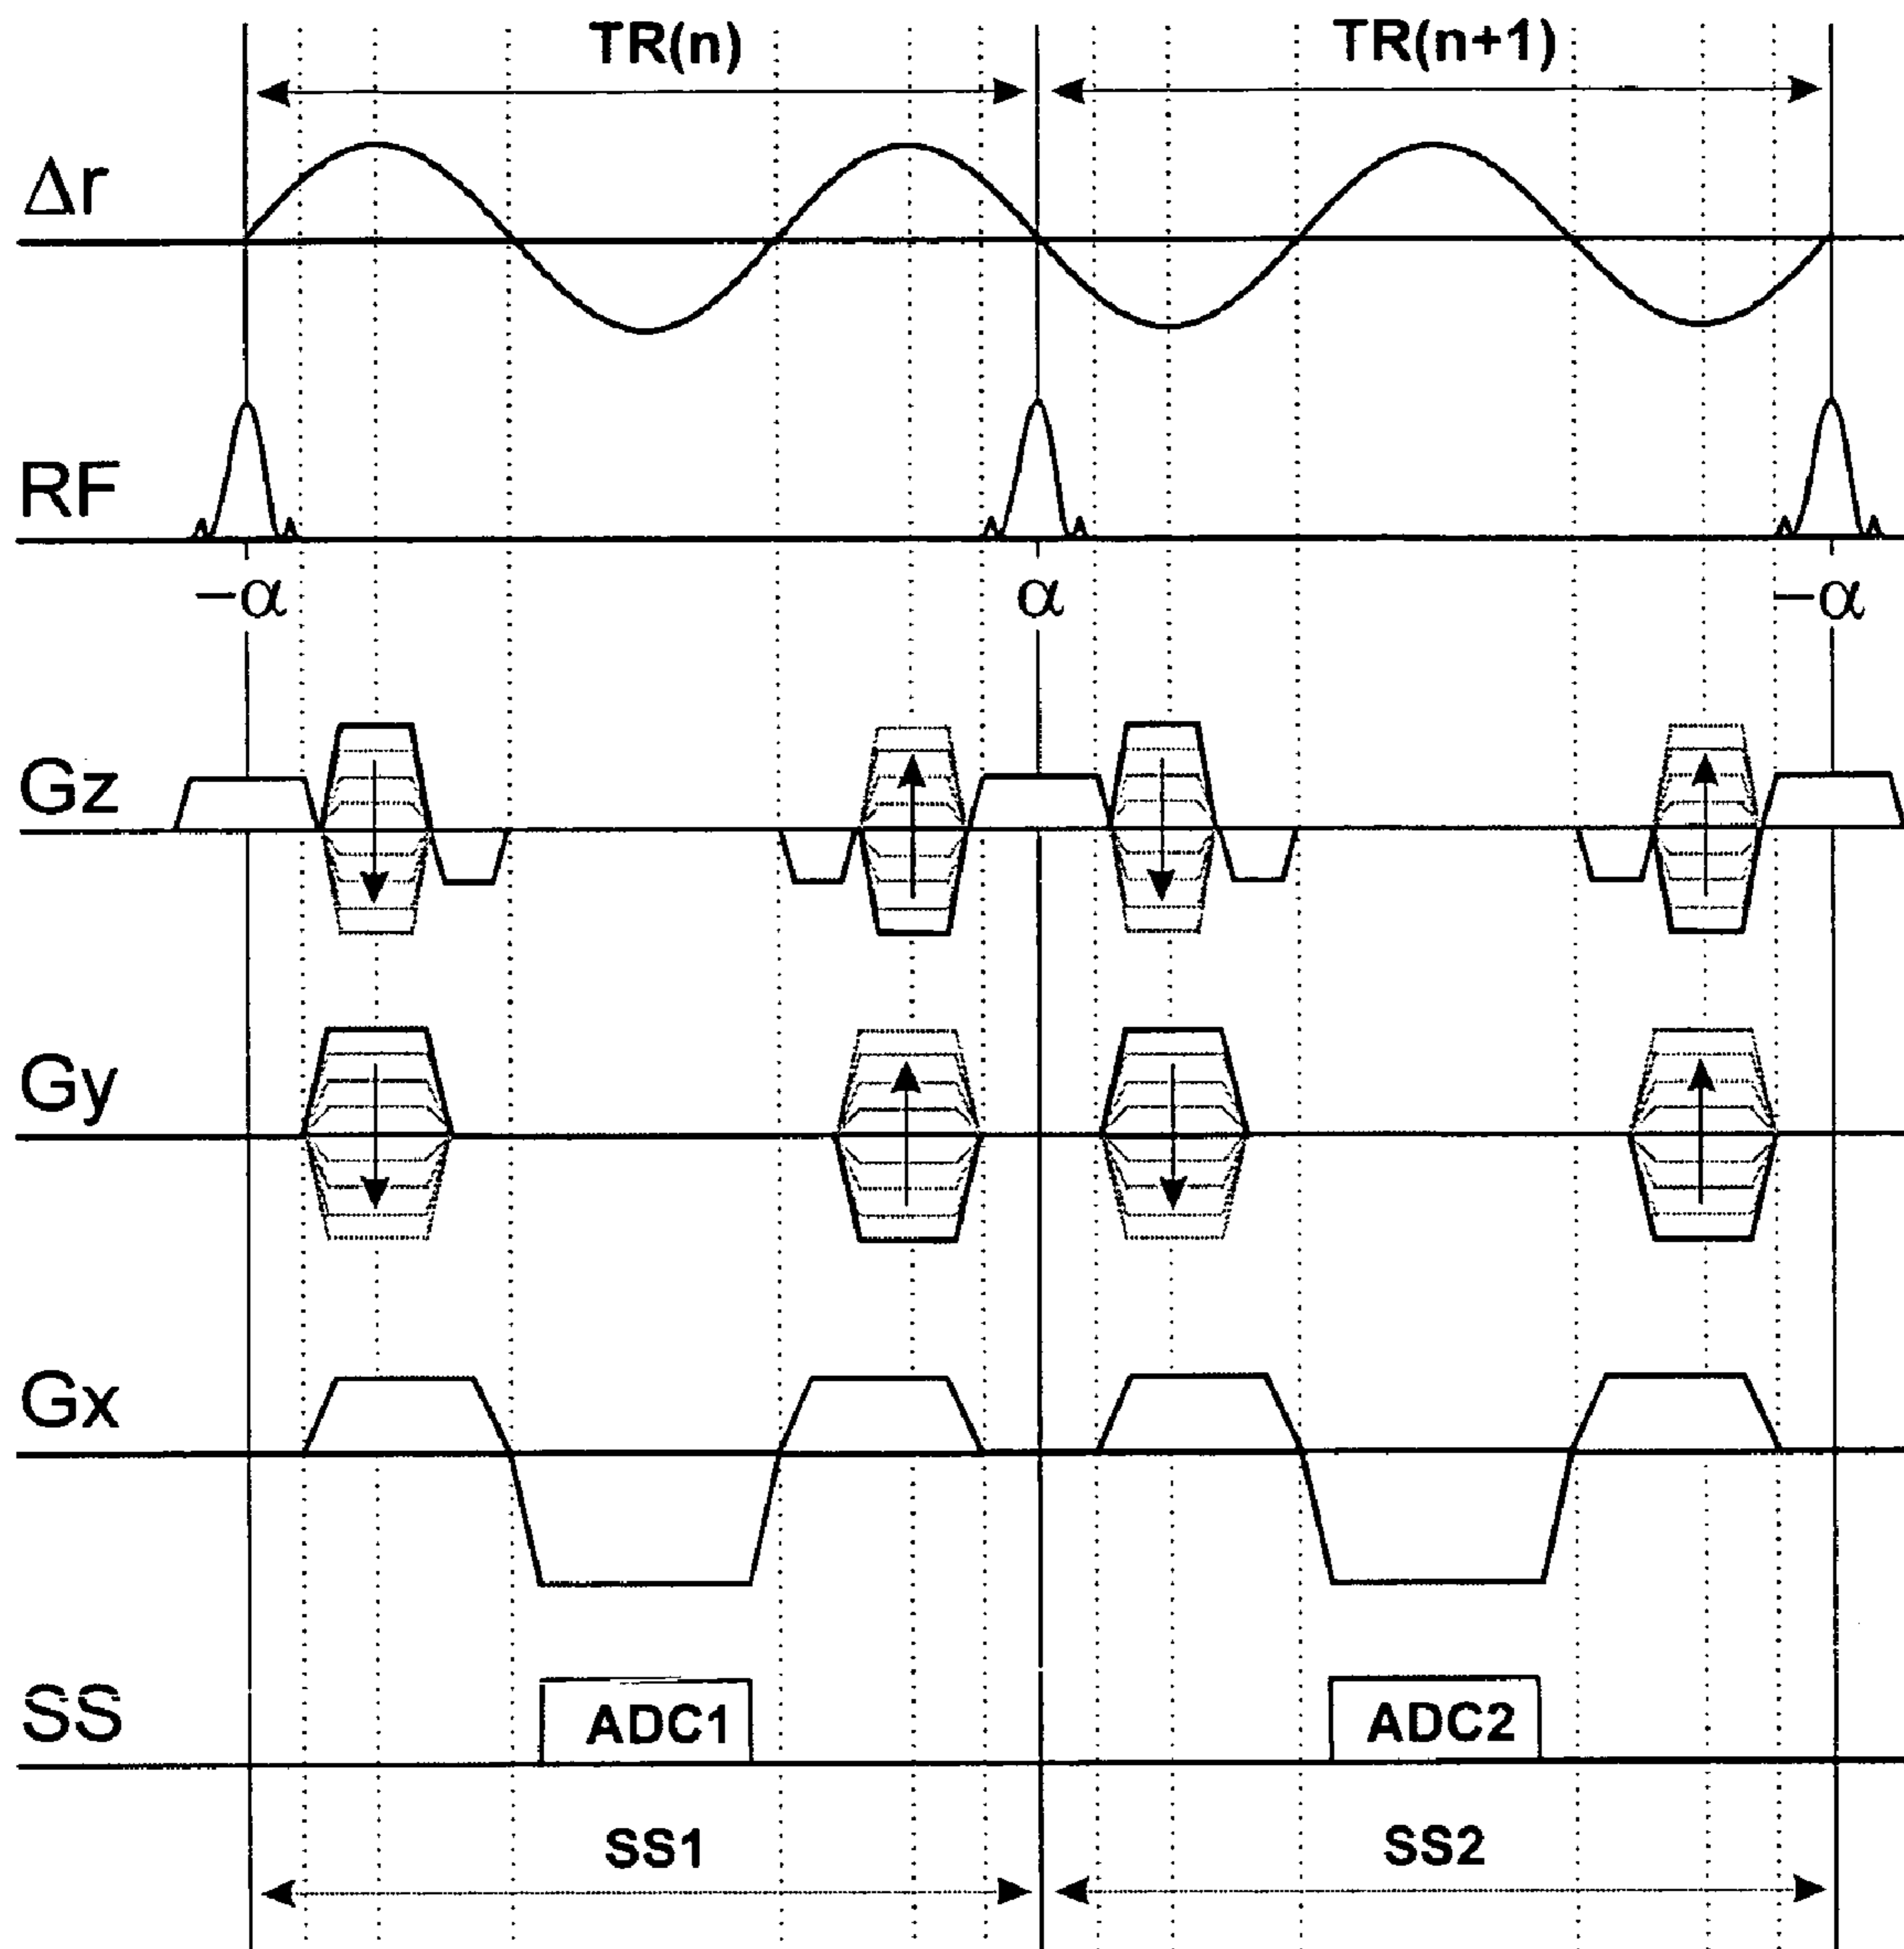 TR(n) TR(n+1)
Δr
RF
−α α −α
Gz
Gy
Gx
SS ADC1 ADC2
SS1 SS2